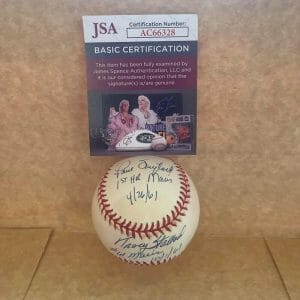 JSA
Certification Number:
AC66328
BASIC CERTIFICATION
This item has been fully examined by
James Spence Authentication, LLC and it
is our considered opinion that the
signature(s) is/are genuine
Paul Foytack
1st HR Maris
4/26/61
Tracy Stallard
Maris